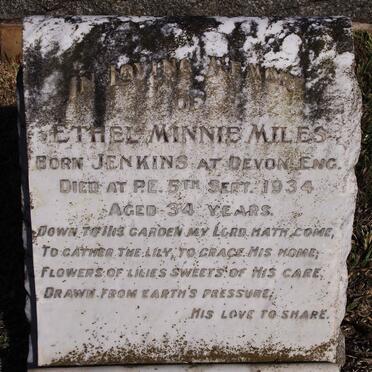 IN LOVING MEMORY
OF
ETHEL MINNIE MILES
BORN JENKINS AT DEVON, ENG.
DIED AT P.E. 5TH SEPT. 1934
AGED 34 YEARS.
DOWN TO HIS GARDEN MY LORD HATH COME,
TO GATHER THE LILY, TO GRACE HIS HOME;
FLOWERS OF LILIES SWEETS OF HIS CARE,
DRAWN FROM EARTH'S PRESSURE;
HIS LOVE TO SHARE.